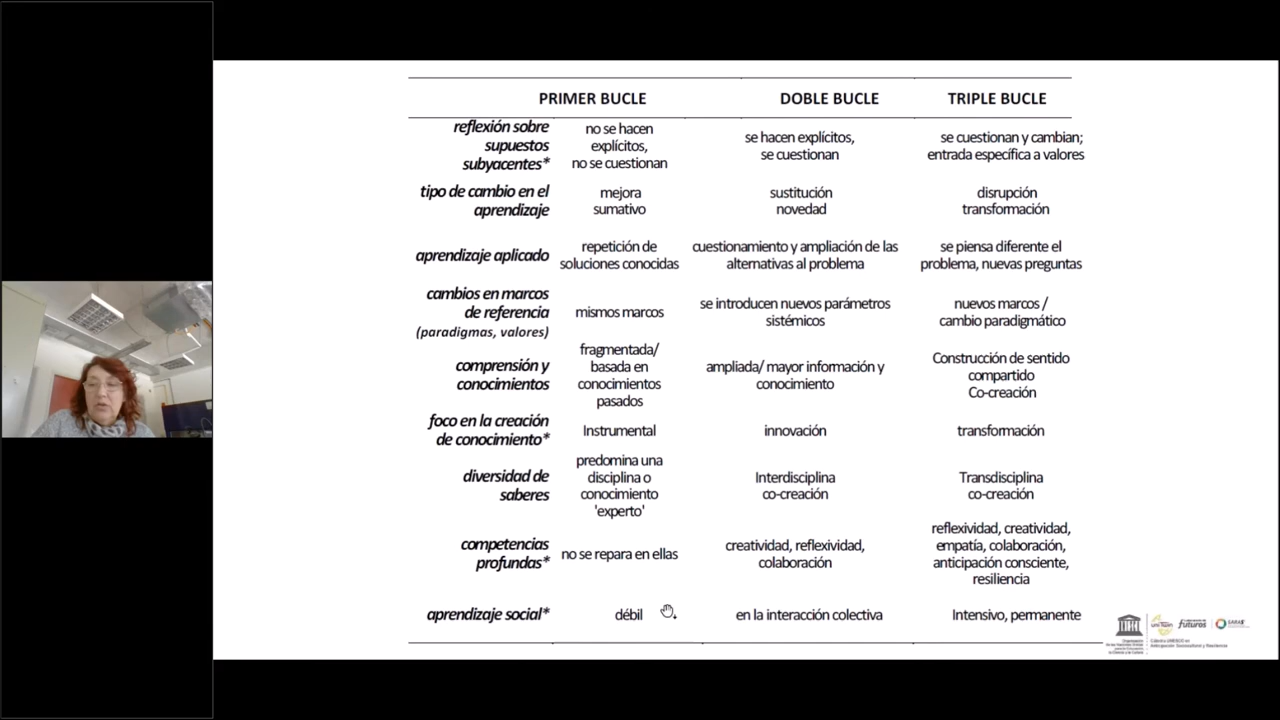 PRIMER BUCLE DOBLE BUCLE TRIPLE BUCLE
reflexión sobre
supuestos
subyacentes*
no se hacen
explícitos,
no se cuestionan
se hacen explícitos,
se cuestionan
se cuestionan y cambian;
entrada específica a valores
tipo de cambio en el
aprendizaje
mejora
sumativo
sustitución
novedad
disrupción
transformación
aprendizaje aplicado
repetición de
soluciones conocidas
cuestionamiento y ampliación de las
alternativas al problema
se piensa diferente el
problema, nuevas preguntas
cambios en marcos
de referencia
(paradigmas, valores)
mismos marcos
se introducen nuevos parámetros
sistémicos
nuevos marcos /
cambio paradigmático
comprensión y
conocimientos
fragmentada/
basada en
conocimientos
pasados
ampliada/ mayor información y
conocimiento
Construcción de sentido
compartido
Co-creación
foco en la creación
de conocimiento*
Instrumental
innovación
transformación
diversidad de
saberes
predomina una
disciplina o
conocimiento
'experto'
Interdisciplina
co-creación
Transdisciplina
co-creación
competencias
profundas*
no se repara en ellas
creatividad, reflexividad,
colaboración
reflexividad, creatividad,
empatía, colaboración,
anticipación consciente,
resiliencia
aprendizaje social*
débil
en la interacción colectiva
Intensivo, permanente
futuros
SARAS
Cátedra UNESCO en
Anticipación Sociocultural y Resiliencia